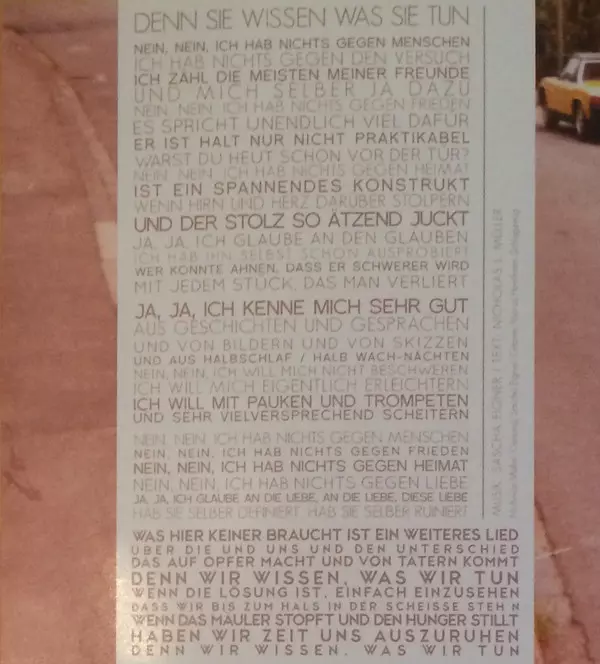 DENN SIE WISSEN WAS SIE TUN
NEIN, NEIN, ICH HAB NICHTS GEGEN MENSCHEN
ICH HAB NICHTS GEGEN DEN VERSUCH
ICH ZÄHL DIE MEISTEN MEINER FREUNDE
UND MICH SELBER JA DAZU
NEIN, NEIN, ICH HAB NICHTS GEGEN FRIEDEN
ES SPRICHT UNENDLICH VIEL DAFÜR
ER IST HALT NUR NICHT PRAKTIKABEL
WARST DU HEUT SCHON VOR DER TÜR?
NEIN, NEIN, ICH HAB NICHTS GEGEN HEIMAT
IST EIN SPANNENDES KONSTRUKT
WENN HIRN UND HERZ DARÜBER STOLPERN
UND DER STOLZ SO ÄTZEND JUCKT
JA, JA, ICH GLAUBE AN DEN GLAUBEN
ICH HAB IHN SELBST SCHON AUSPROBIERT
WER KONNTE AHNEN, DASS ER SCHWERER WIRD
MIT JEDEM STÜCK, DAS MAN VERLIERT
JA, JA, ICH KENNE MICH SEHR GUT
AUS GESCHICHTEN UND GESPRÄCHEN
UND VON BILDERN UND VON SKIZZEN
UND AUS HALBSCHLAF / HALB WACH-NÄCHTEN
NEIN, NEIN, ICH WILL MICH NICHT BESCHWEREN
ICH WILL MICH EIGENTLICH ERLEICHTERN
ICH WILL MIT PAUKEN UND TROMPETEN
UND SEHR VIELVERSPRECHEND SCHEITERN
NEIN, NEIN, ICH HAB NICHTS GEGEN MENSCHEN
NEIN, NEIN, ICH HAB NICHTS GEGEN FRIEDEN
NEIN, NEIN, ICH HAB NICHTS GEGEN HEIMAT
NEIN, NEIN, ICH HAB NICHTS GEGEN LIEBE
JA, JA, ICH GLAUBE AN DIE LIEBE, AN DIE LIEBE, DIESE LIEBE
HAB SIE SELBER DEFINIERT, HAB SIE SELBER RUINIERT
WAS HIER KEINER BRAUCHT IST EIN WEITERES LIED
ÜBER DIE UND UNS UND DEN UNTERSCHIED
DAS AUF OPFER MACHT UND VON TÄTERN KOMMT
DENN WIR WISSEN, WAS WIR TUN
WENN DIE LÖSUNG IST, EINFACH EINZUSEHEN
DASS WIR BIS ZUM HALS IN DER SCHEISSE STEH'N
WENN DAS MÄULER STOPFT UND DEN HUNGER STILLT
HABEN WIR ZEIT UNS AUSZURUHEN
DENN WIR WISSEN, WAS WIR TUN
MUSIK: SASCHA EIGNER / TEXT: NICHOLAS